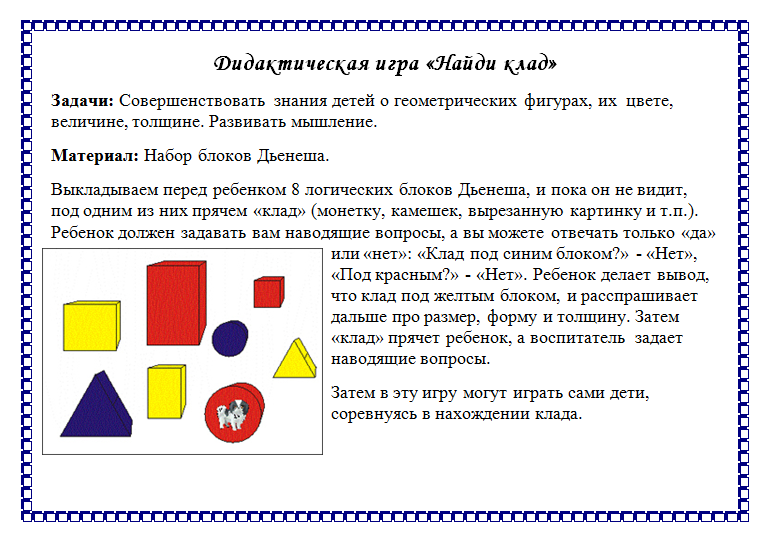 Дидактическая игра «Найди клад»
Задачи: Совершенствовать знания детей о геометрических фигурах, их цвете,
величине, толщине. Развивать мышление.
Материал: Набор блоков Дьенеша.
Выкладываем перед ребенком 8 логических блоков Дьенеша, и пока он не видит,
под одним из них прячем «клад» (монетку, камешек, вырезанную картинку и т.п.).
Ребенок должен задавать вам наводящие вопросы, а вы можете отвечать только «да»
или «нет»: «Клад под синим блоком?» - «Нет»,
«Под красным?» - «Нет». Ребенок делает вывод,
что клад под желтым блоком, и расспрашивает
дальше про размер, форму и толщину. Затем
«клад» прячет ребенок, а воспитатель задает
наводящие вопросы.
Затем в эту игру могут играть сами дети,
соревнуясь в нахождении клада.